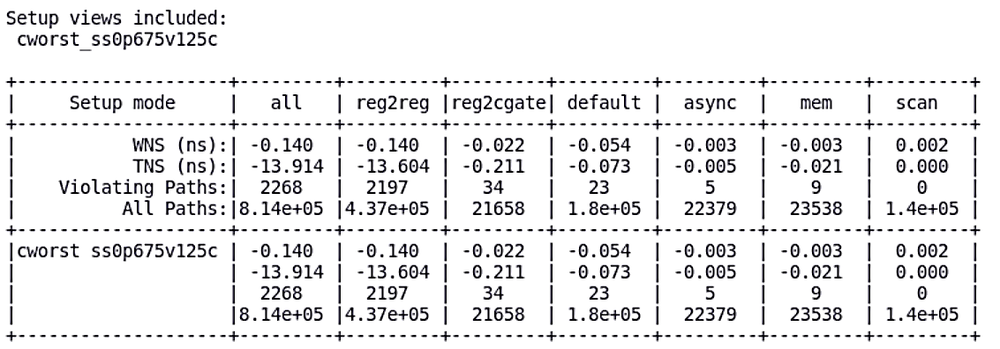 Setup views included:
 cworst_ss0p675v125c

+--------------------+---------+---------+---------+---------+---------+---------+---------+
|     Setup mode     |   all   | reg2reg |reg2cgate| default |  async  |   mem   |  scan   |
+--------------------+---------+---------+---------+---------+---------+---------+---------+
|           WNS (ns):| -0.140  | -0.140  | -0.022  | -0.054  | -0.003  | -0.003  |  0.002  |
|           TNS (ns):| -13.914 | -13.604 | -0.211  | -0.073  | -0.005  | -0.021  |  0.000  |
|    Violating Paths:|  2268   |  2197   |   34    |   23    |    5    |    9    |    0    |
|          All Paths:|8.14e+05 |4.37e+05 |  21658  | 1.8e+05 |  22379  |  23538  | 1.4e+05 |
+--------------------+---------+---------+---------+---------+---------+---------+---------+
|cworst ss0p675v125c | -0.140  | -0.140  | -0.022  | -0.054  | -0.003  | -0.003  |  0.002  |
|                    | -13.914 | -13.604 | -0.211  | -0.073  | -0.005  | -0.021  |  0.000  |
|                    |  2268   |  2197   |   34    |   23    |    5    |    9    |    0    |
|                    |8.14e+05 |4.37e+05 |  21658  | 1.8e+05 |  22379  |  23538  | 1.4e+05 |
+--------------------+---------+---------+---------+---------+---------+---------+---------+